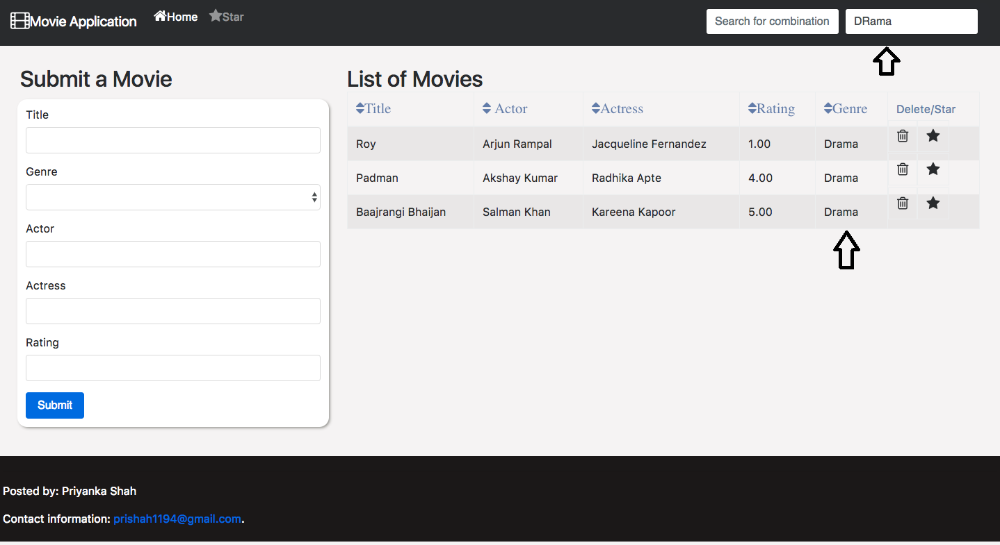 Movie Application Home Star Search for combination DRama
Submit a Movie
Title
Genre
Actor
Actress
Rating
Submit
List of Movies
Title Actor Actress Rating Genre Delete/Star
Roy Arjun Rampal Jacqueline Fernandez 1.00 Drama
Padman Akshay Kumar Radhika Apte 4.00 Drama
Baajrangi Bhaijan Salman Khan Kareena Kapoor 5.00 Drama
Posted by: Priyanka Shah
Contact information: prishah1194@gmail.com.